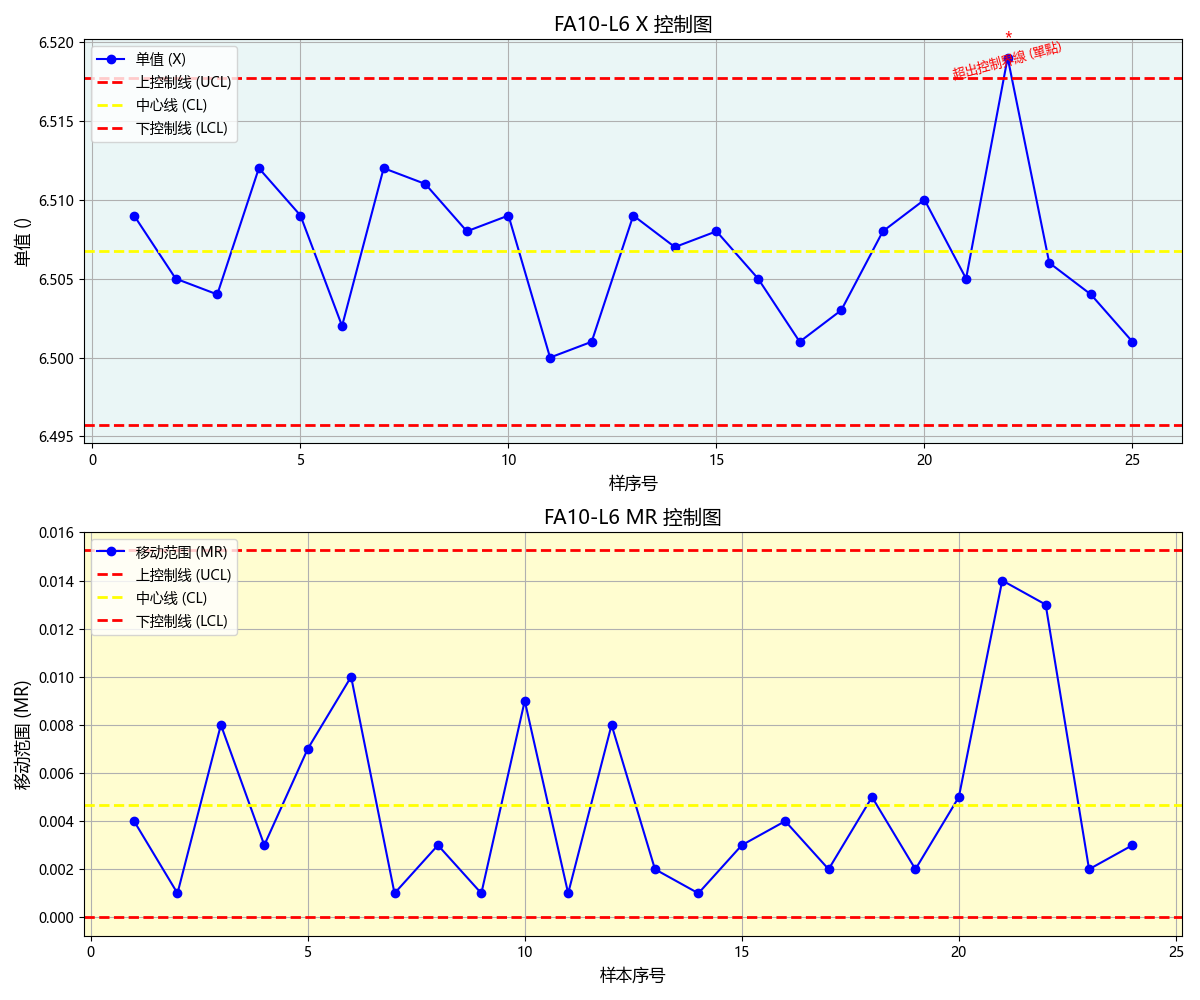 FA10-L6 X 控制图
单值 ()
6.520
6.515
6.510
6.505
6.500
6.495
单值 (X)
上控制线 (UCL)
中心线 (CL)
下控制线 (LCL)
*
超出控制界線 (單點)
0
5
10
15
20
25
样序号
FA10-L6 MR 控制图
移动范围 (MR)
0.016
0.014
0.012
0.010
0.008
0.006
0.004
0.002
0.000
移动范围 (MR)
上控制线 (UCL)
中心线 (CL)
下控制线 (LCL)
0
5
10
15
20
25
样本序号